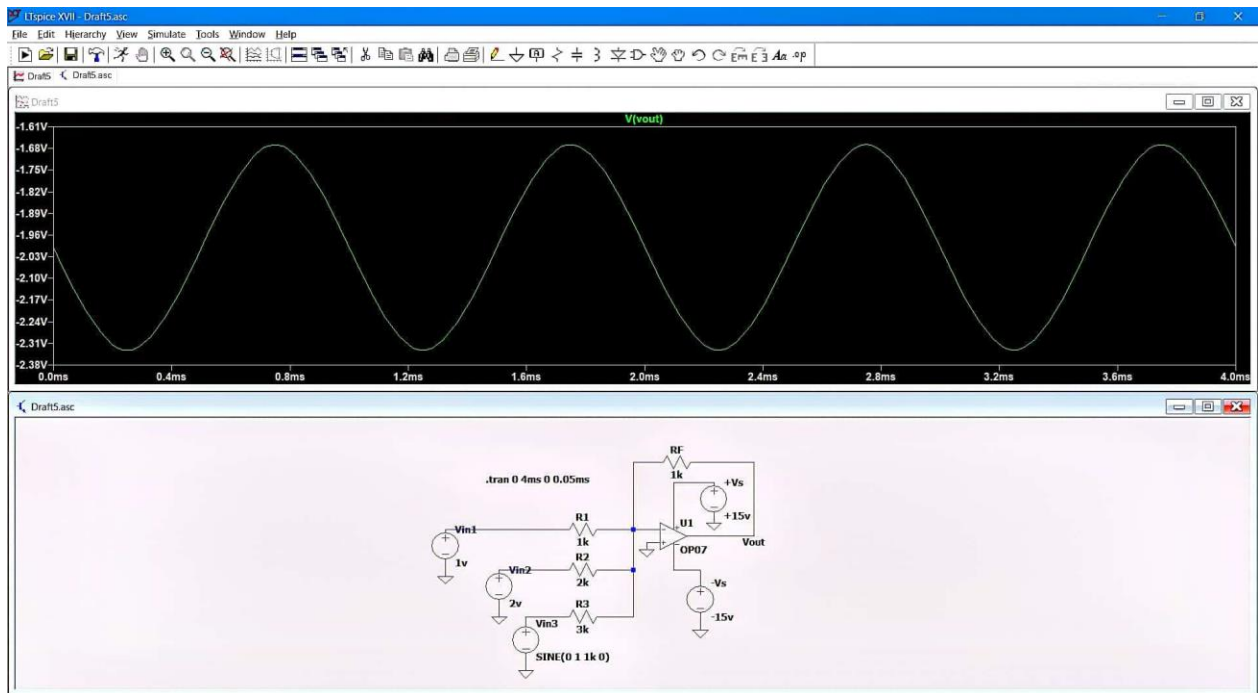 LTspice XVII - Draft5.asc
File Edit Hierarchy View Simulate Tools Window Help
Draft5 Draft5.asc
Draft5
V(vout)
-1.61V
-1.68V
-1.75V
-1.82V
-1.89V
-1.96V
-2.03V
-2.10V
-2.17V
-2.24V
-2.31V
-2.38V
0.0ms 0.4ms 0.8ms 1.2ms 1.6ms 2.0ms 2.4ms 2.8ms 3.2ms 3.6ms 4.0ms
Draft5.asc
RF
1k
.tran 0 4ms 0 0.05ms
+Vs
+15v
R1
1k
U1
OP07
Vin1
1v
Vout
R2
2k
Vin2
2v
-Vs
-15v
R3
3k
Vin3
SINE(0 1 1k 0)